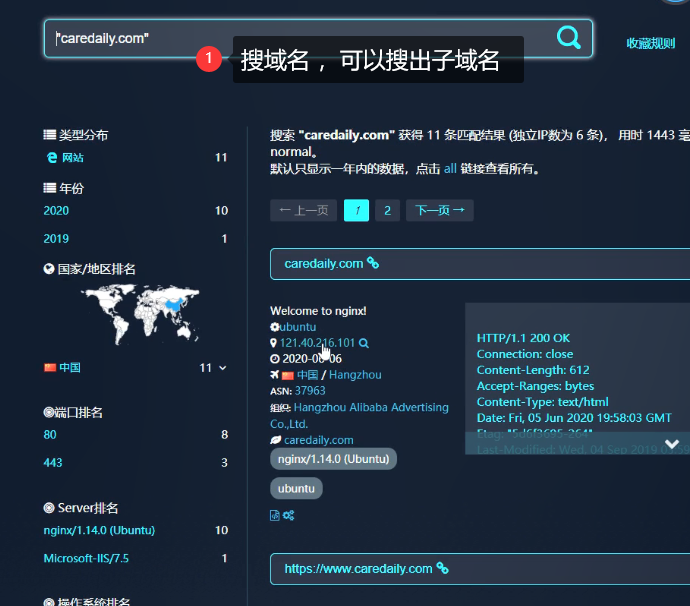 "caredaily.com"
收藏规则
1
搜域名 ，可以搜出子域名
类型分布
网站 11
年份
2020 10
2019 1
国家/地区排名
中国 11
端口排名
80 8
443 3
Server排名
nginx/1.14.0 (Ubuntu) 10
Microsoft-IIS/7.5 1
操作系统排名
搜索 "caredaily.com" 获得 11 条匹配结果 (独立IP数为 6 条)， 用时 1443 毫
normal。
默认只显示一年内的数据，点击 all 链接查看所有。
← 上一页 1 2 下一页 →
caredaily.com
Welcome to nginx!
ubuntu
121.40.216.101
2020-06-06
中国 / Hangzhou
ASN: 37963
组织: Hangzhou Alibaba Advertising
Co.,Ltd.
caredaily.com
nginx/1.14.0 (Ubuntu)
ubuntu
HTTP/1.1 200 OK
Connection: close
Content-Length: 612
Accept-Ranges: bytes
Content-Type: text/html
Date: Fri, 05 Jun 2020 19:58:03 GMT
Etag: "5d6f3695-264"
Last-Modified: Wed, 04 Sep 2019
https://www.caredaily.com